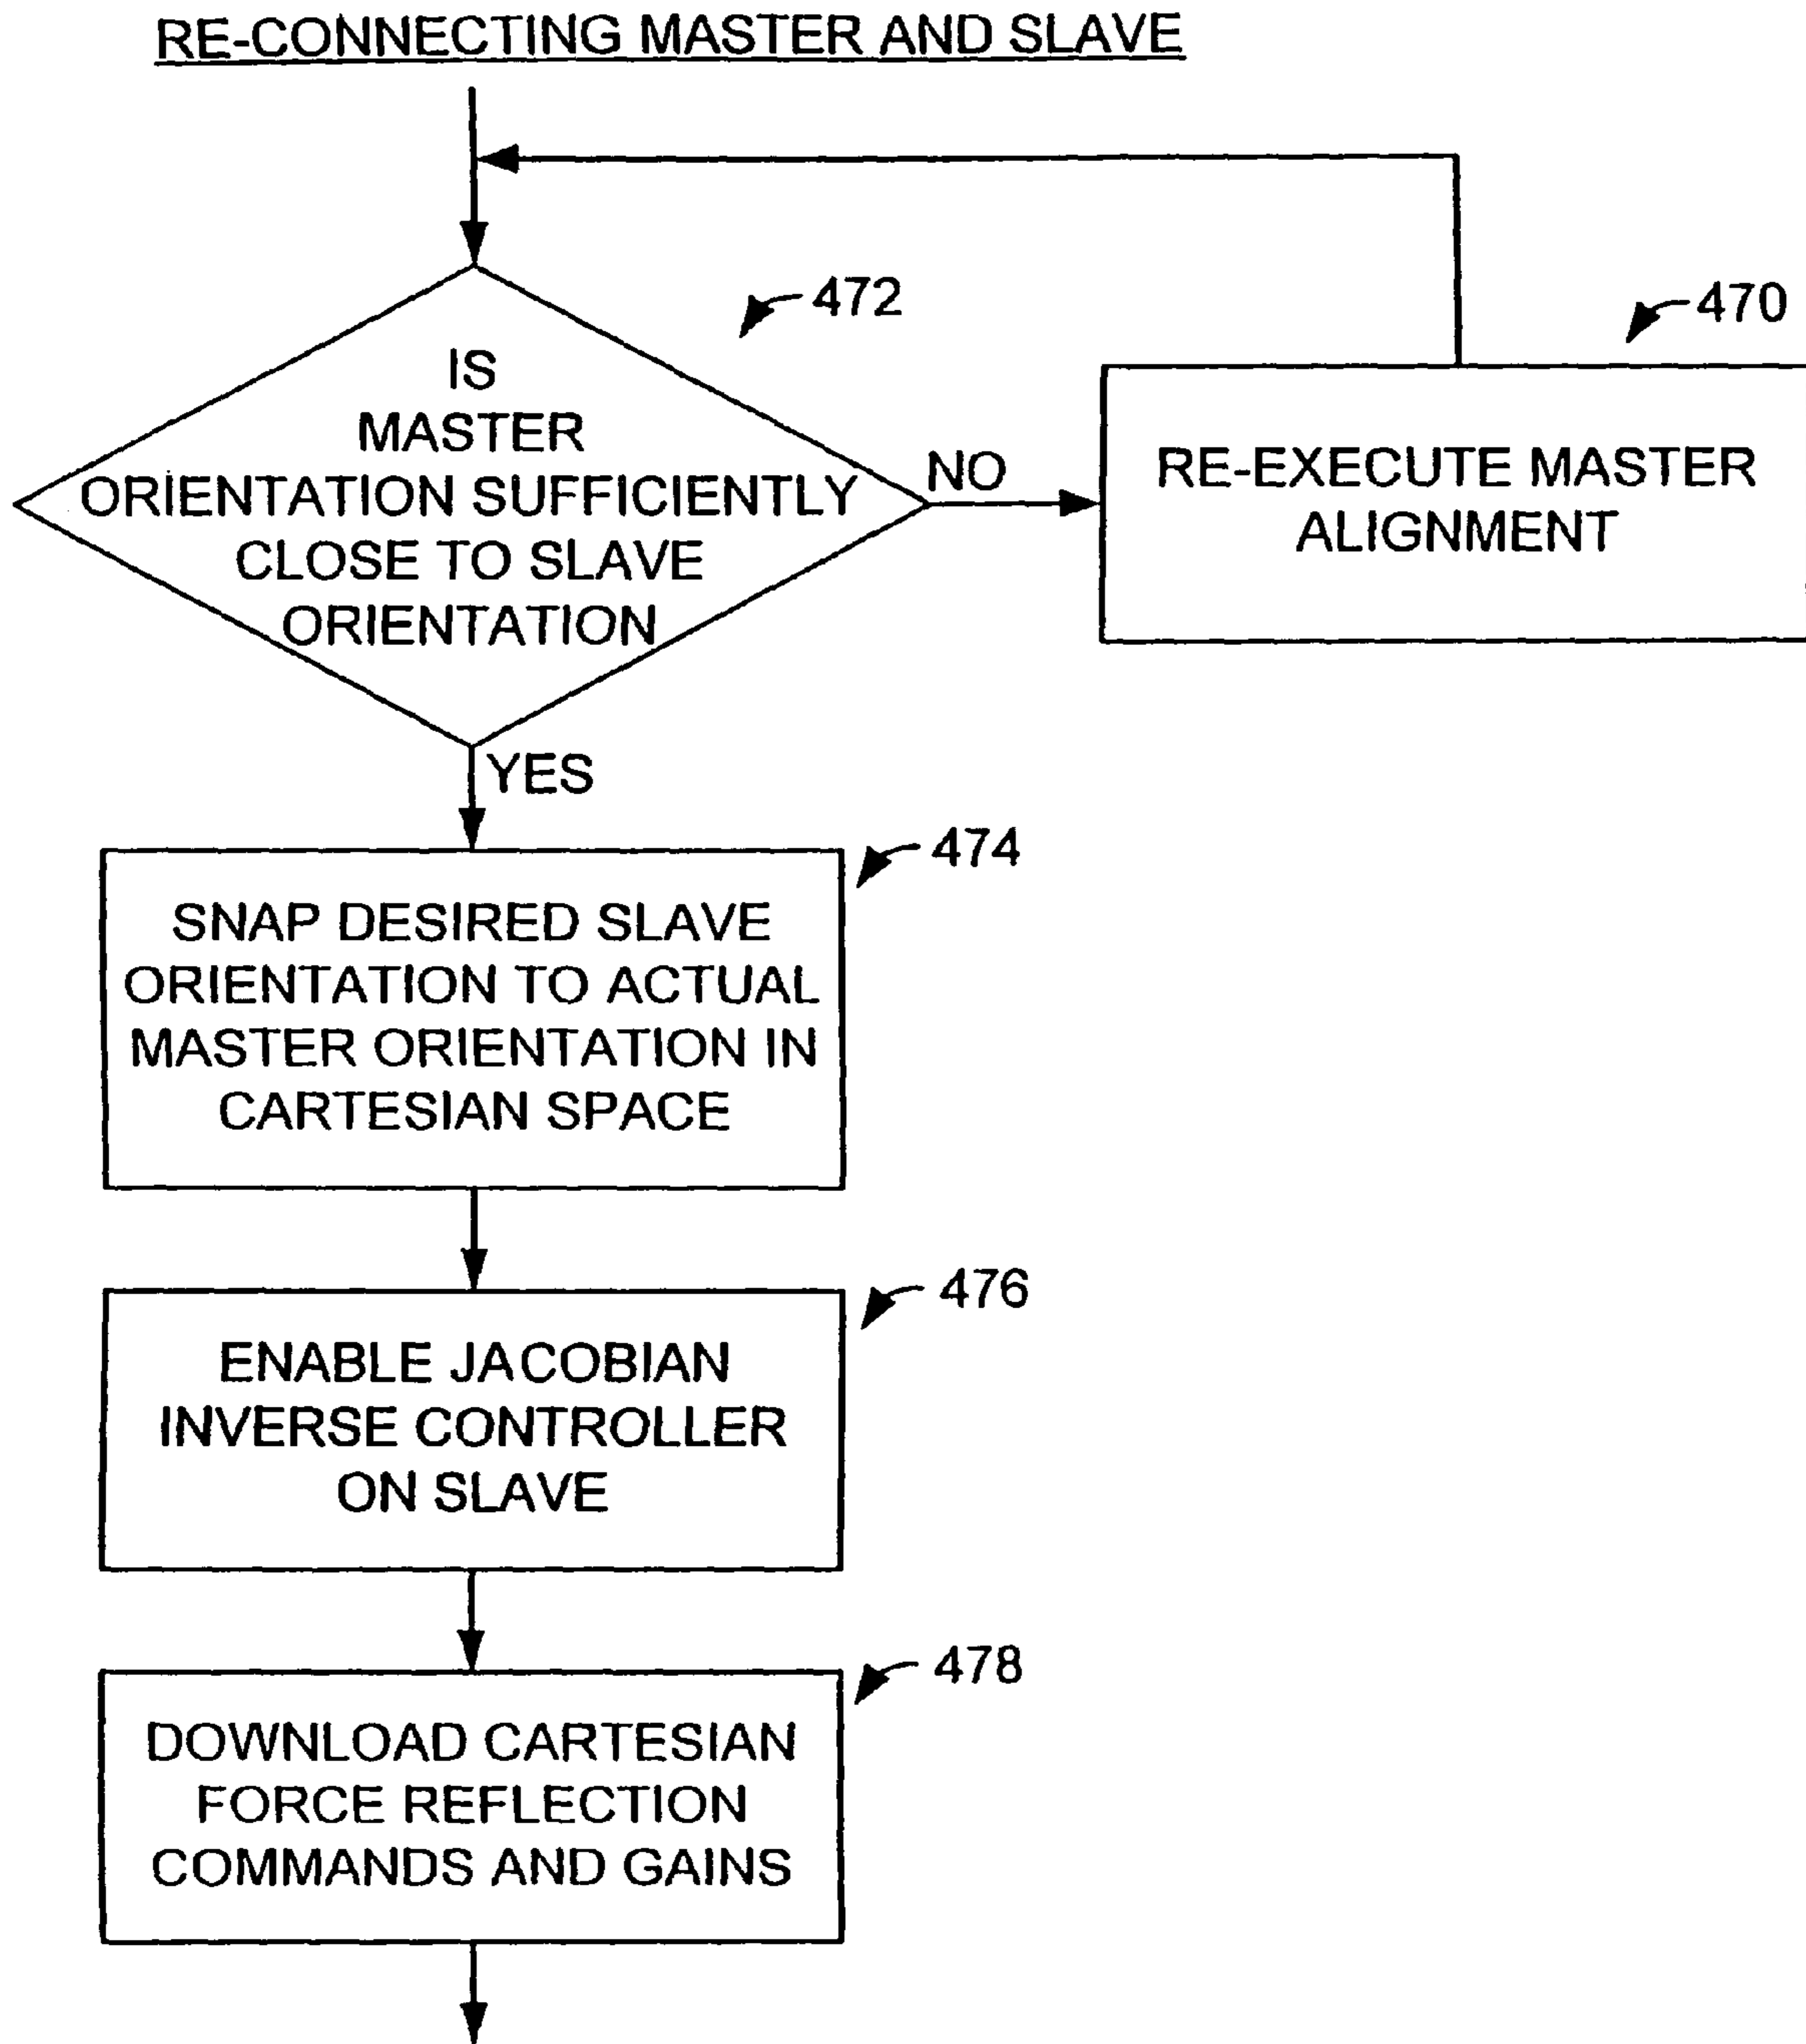 RE-CONNECTING MASTER AND SLAVE
472
470
IS
MASTER
ORIENTATION SUFFICIENTLY
CLOSE TO SLAVE
ORIENTATION
NO
RE-EXECUTE MASTER
ALIGNMENT
YES
474
SNAP DESIRED SLAVE
ORIENTATION TO ACTUAL
MASTER ORIENTATION IN
CARTESIAN SPACE
476
ENABLE JACOBIAN
INVERSE CONTROLLER
ON SLAVE
478
DOWNLOAD CARTESIAN
FORCE REFLECTION
COMMANDS AND GAINS